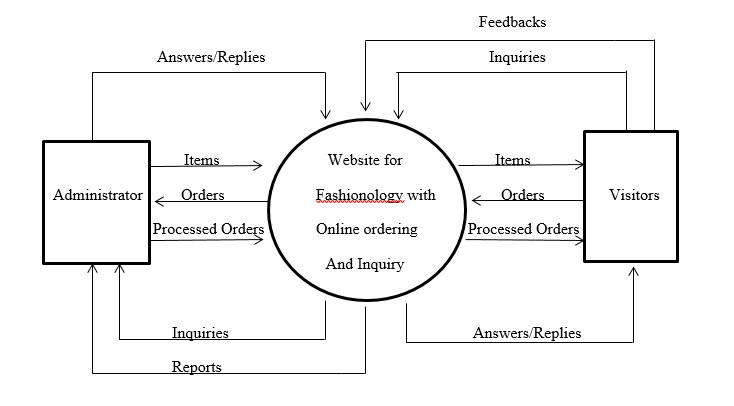 Feedbacks
Answers/Replies
Inquiries
Items
Website for
Items
Administrator
Orders
Fashionology with
Orders
Visitors
Processed Orders
Online ordering
Processed Orders
And Inquiry
Inquiries
Answers/Replies
Reports